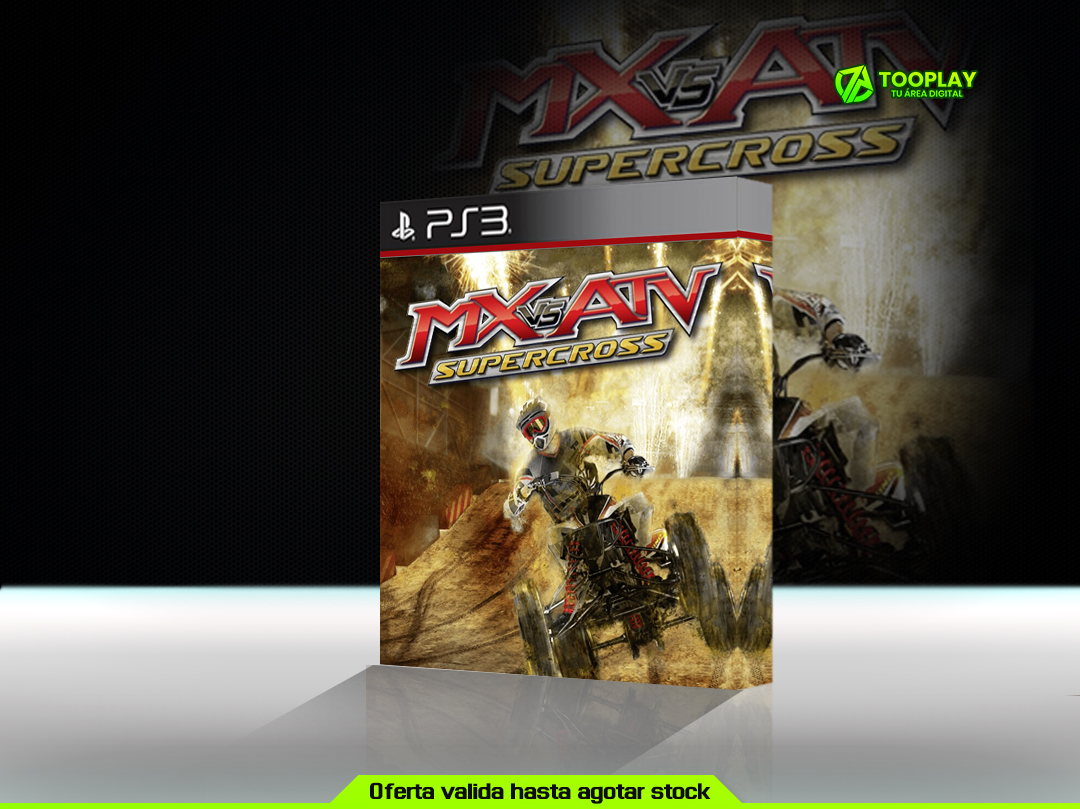 MX VS ATV
SUPERCROSS
TOOPLAY
TU ÁREA DIGITAL
PS3
MX VS ATV
SUPERCROSS
Oferta valida hasta agotar stock